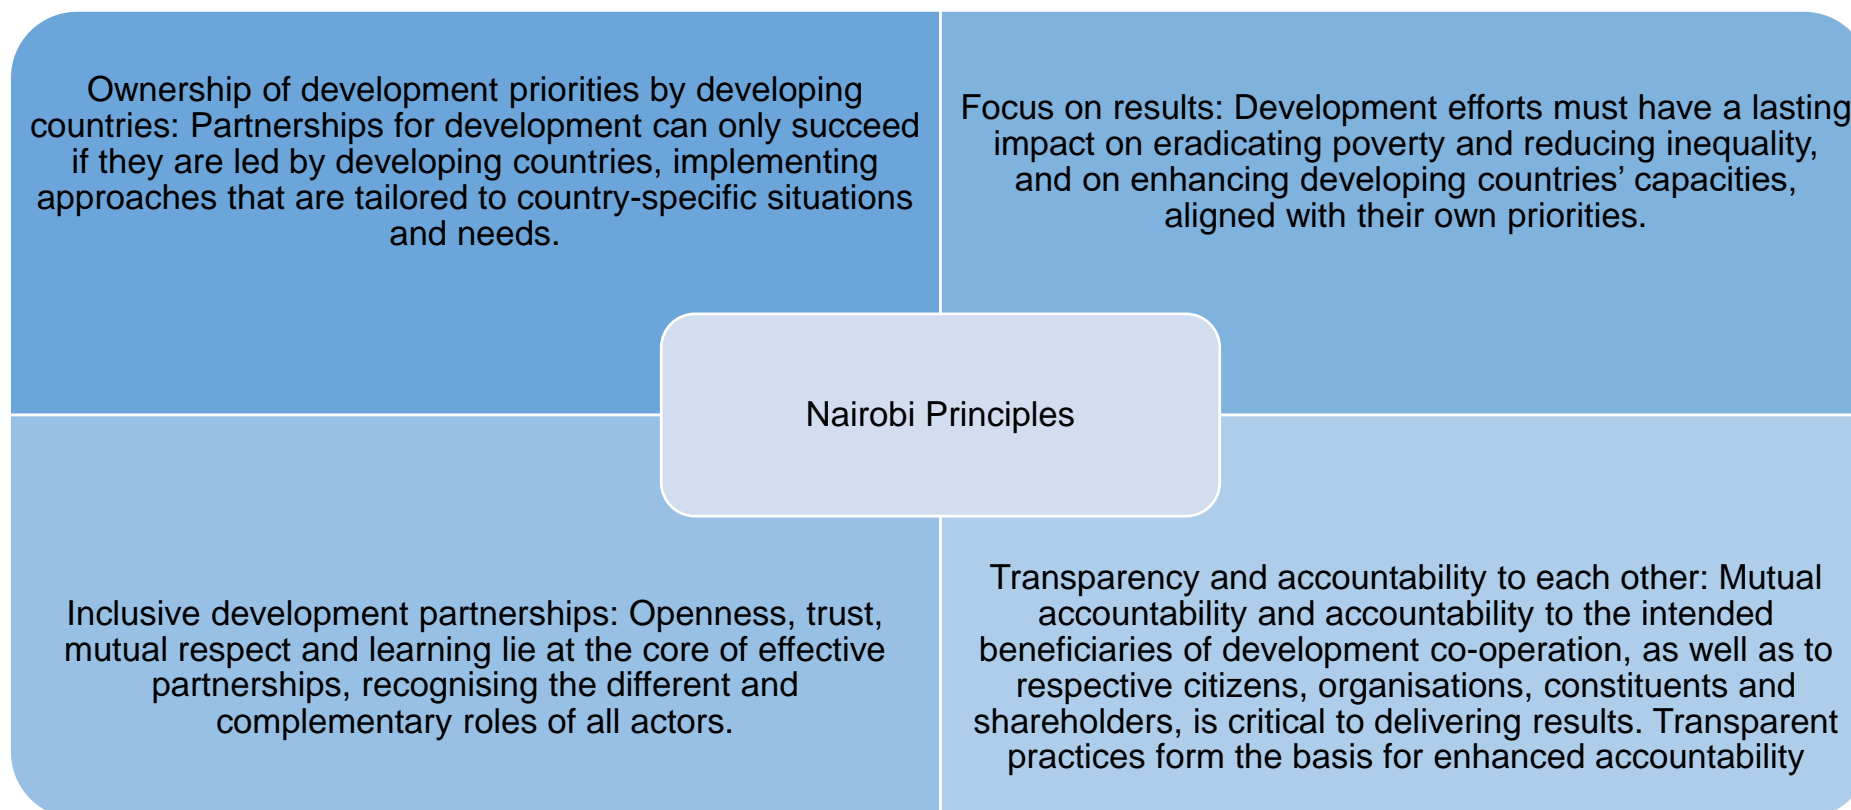 Ownership of development priorities by developing
countries: Partnerships for development can only succeed
if they are led by developing countries, implementing
approaches that are tailored to country-specific situations
and needs.
Focus on results: Development efforts must have a lasting
impact on eradicating poverty and reducing inequality,
and on enhancing developing countries’ capacities,
aligned with their own priorities.
Nairobi Principles
Inclusive development partnerships: Openness, trust,
mutual respect and learning lie at the core of effective
partnerships, recognising the different and
complementary roles of all actors.
Transparency and accountability to each other: Mutual
accountability and accountability to the intended
beneficiaries of development co-operation, as well as to
respective citizens, organisations, constituents and
shareholders, is critical to delivering results. Transparent
practices form the basis for enhanced accountability